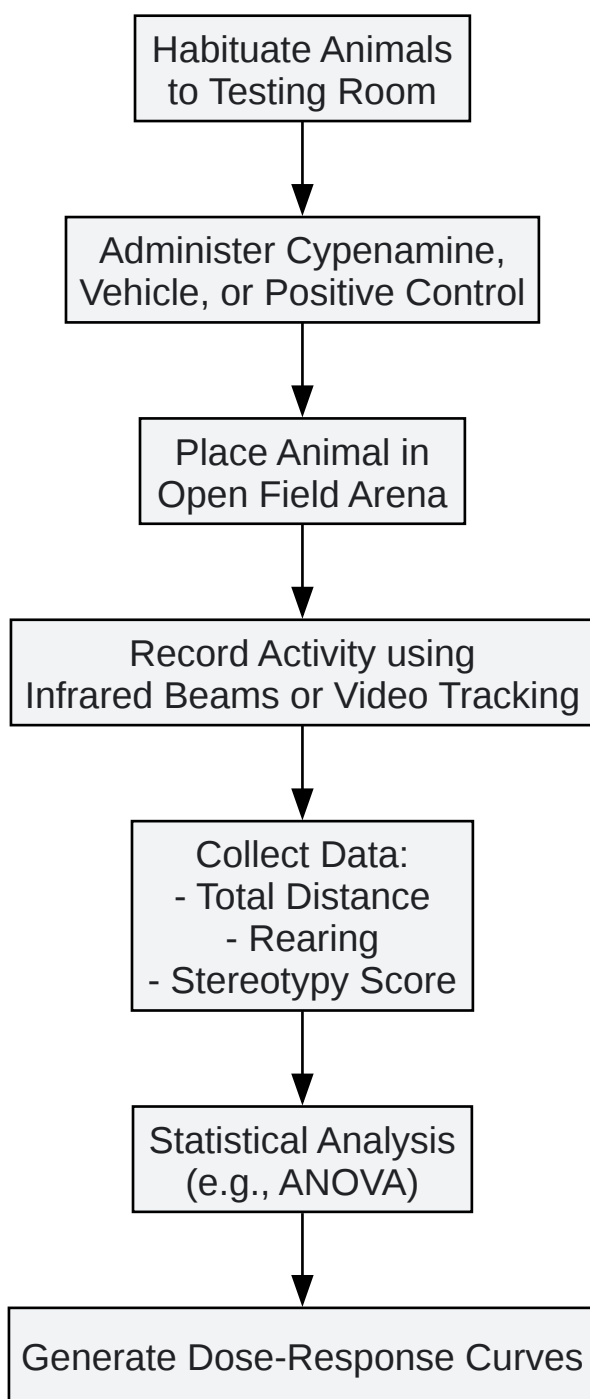 Habituate Animals
to Testing Room
Administer Cypenamine,
Vehicle, or Positive Control
Place Animal in
Open Field Arena
Record Activity using
Infrared Beams or Video Tracking
Collect Data:
- Total Distance
- Rearing
- Stereotypy Score
Statistical Analysis
(e.g., ANOVA)
Generate Dose-Response Curves